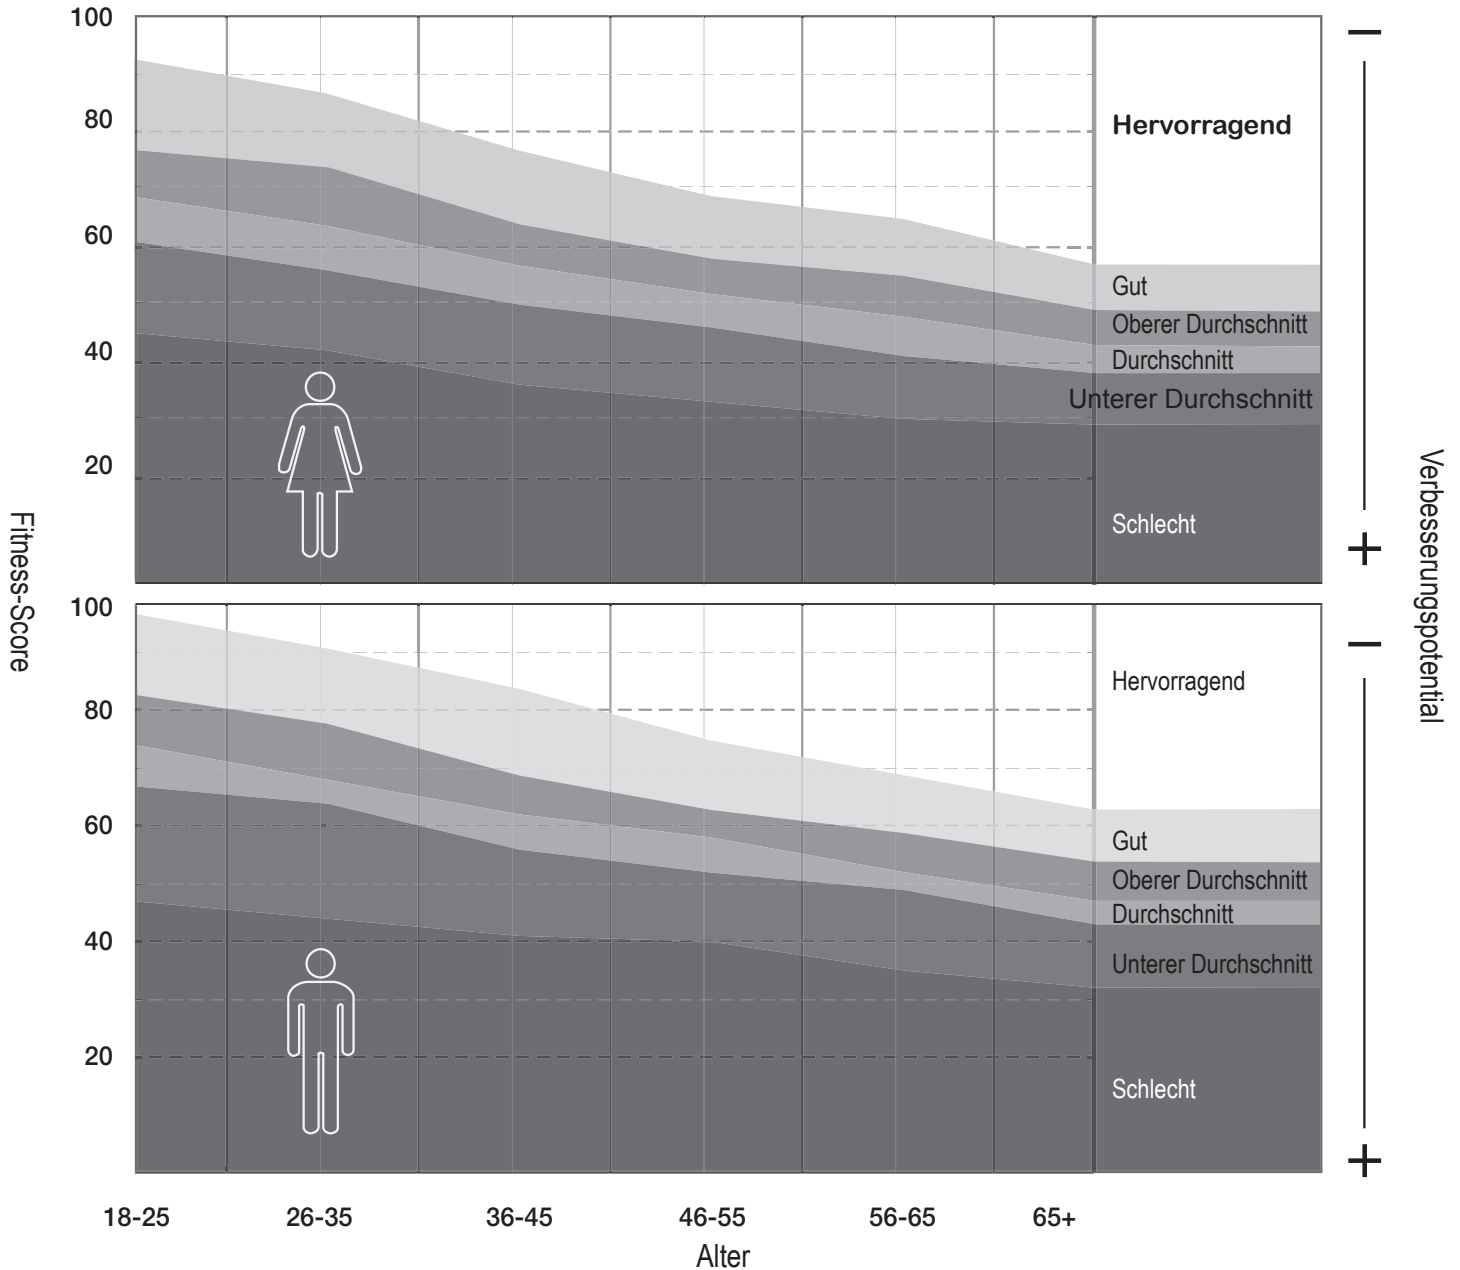 100
80
60
40
20
Hervorragend
Gut
Oberer Durchschnitt
Durchschnitt
Unterer Durchschnitt
Schlecht
−
+
Fitness-Score
Verbesserungspotential
100
80
60
40
20
Hervorragend
Gut
Oberer Durchschnitt
Durchschnitt
Unterer Durchschnitt
Schlecht
−
+
18-25 26-35 36-45 46-55 56-65 65+
Alter